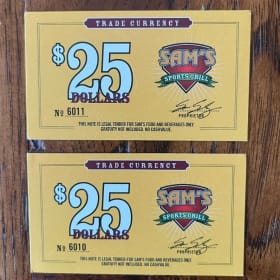 TRADE CURRENCY
$25
DOLLARS
No 6011
SAM'S
SPORTS GRILL
PROPRIETOR
THIS NOTE IS LEGAL TENDER FOR SAM'S FOOD AND BEVERAGES ONLY.
GRATUITY NOT INCLUDED. NO CASH VALUE.
TRADE CURRENCY
$25
DOLLARS
No 6010
SAM'S
SPORTS GRILL
PROPRIETOR
THIS NOTE IS LEGAL TENDER FOR SAM'S FOOD AND BEVERAGES ONLY.
GRATUITY NOT INCLUDED. NO CASH VALUE.